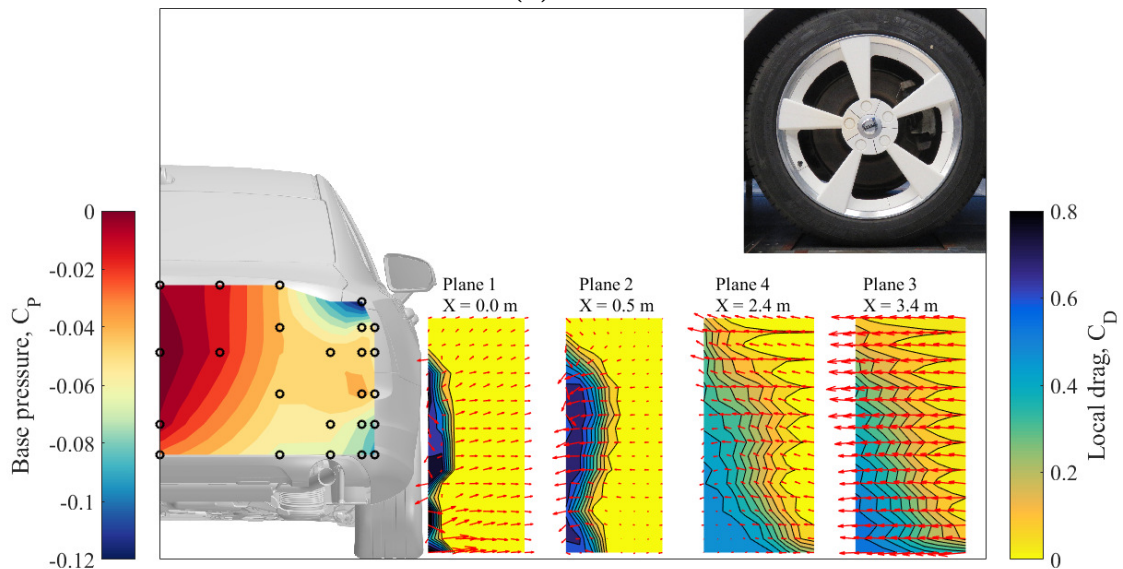 0
-0.02
-0.04
-0.06
-0.08
-0.1
-0.12
Base pressure, C_P
Plane 1
X = 0.0 m
Plane 2
X = 0.5 m
Plane 4
X = 2.4 m
Plane 3
X = 3.4 m
0.8
0.6
0.4
0.2
0
Local drag, C_D